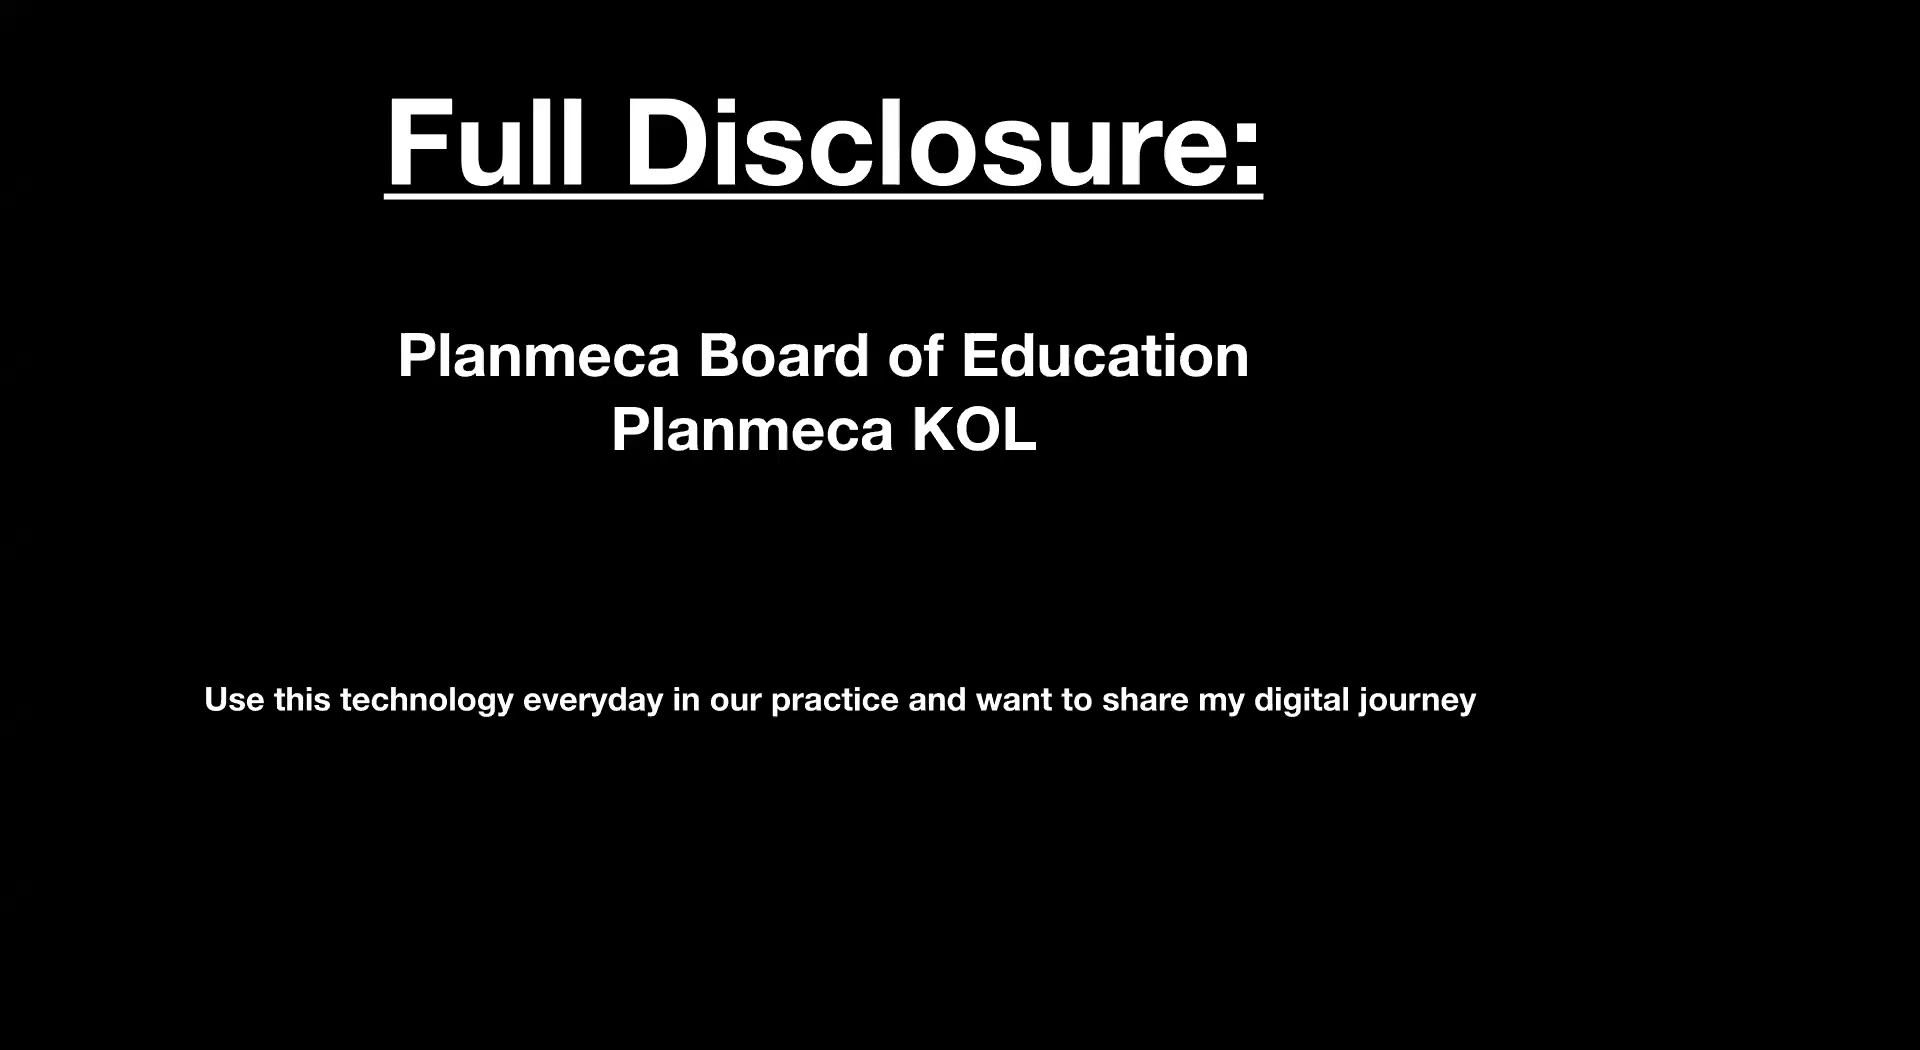 Full Disclosure:
Planmeca Board of Education
Planmeca KOL
Use this technology everyday in our practice and want to share my digital journey